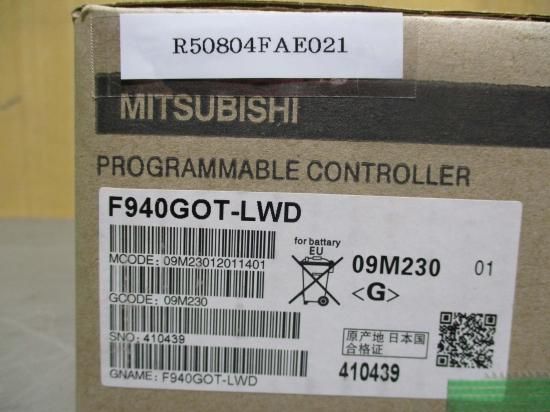 R50804FAE021
MITSUBISHI
PROGRAMMABLE CONTROLLER
F940GOT-LWD
MCODE: 09M23012011401
GCODE: 09M230
SNO: 410439
GNAME: F940GOT-LWD
for battary
EU
09M230 01
<G>
原产地 日本国
合格证
410439